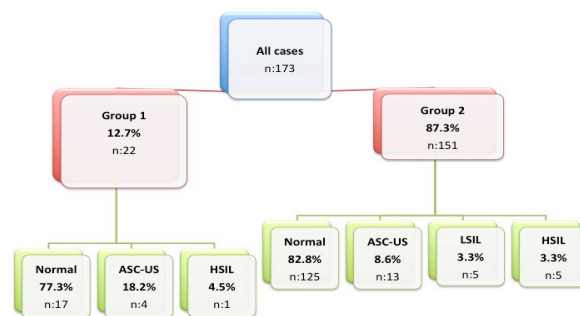 All cases
n:173
Group 1
12.7%
n:22
Group 2
87.3%
n:151
Normal
77.3%
n:17
ASC-US
18.2%
n:4
HSIL
4.5%
n:1
Normal
82.8%
n:125
ASC-US
8.6%
n:13
LSIL
3.3%
n:5
HSIL
3.3%
n:5